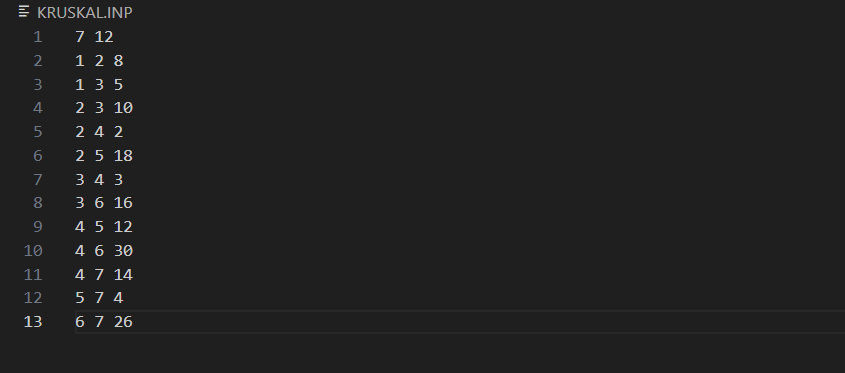 KRUSKAL.INP
1 7 12
2 1 2 8
3 1 3 5
4 2 3 10
5 2 4 2
6 2 5 18
7 3 4 3
8 3 6 16
9 4 5 12
10 4 6 30
11 4 7 14
12 5 7 4
13 6 7 26